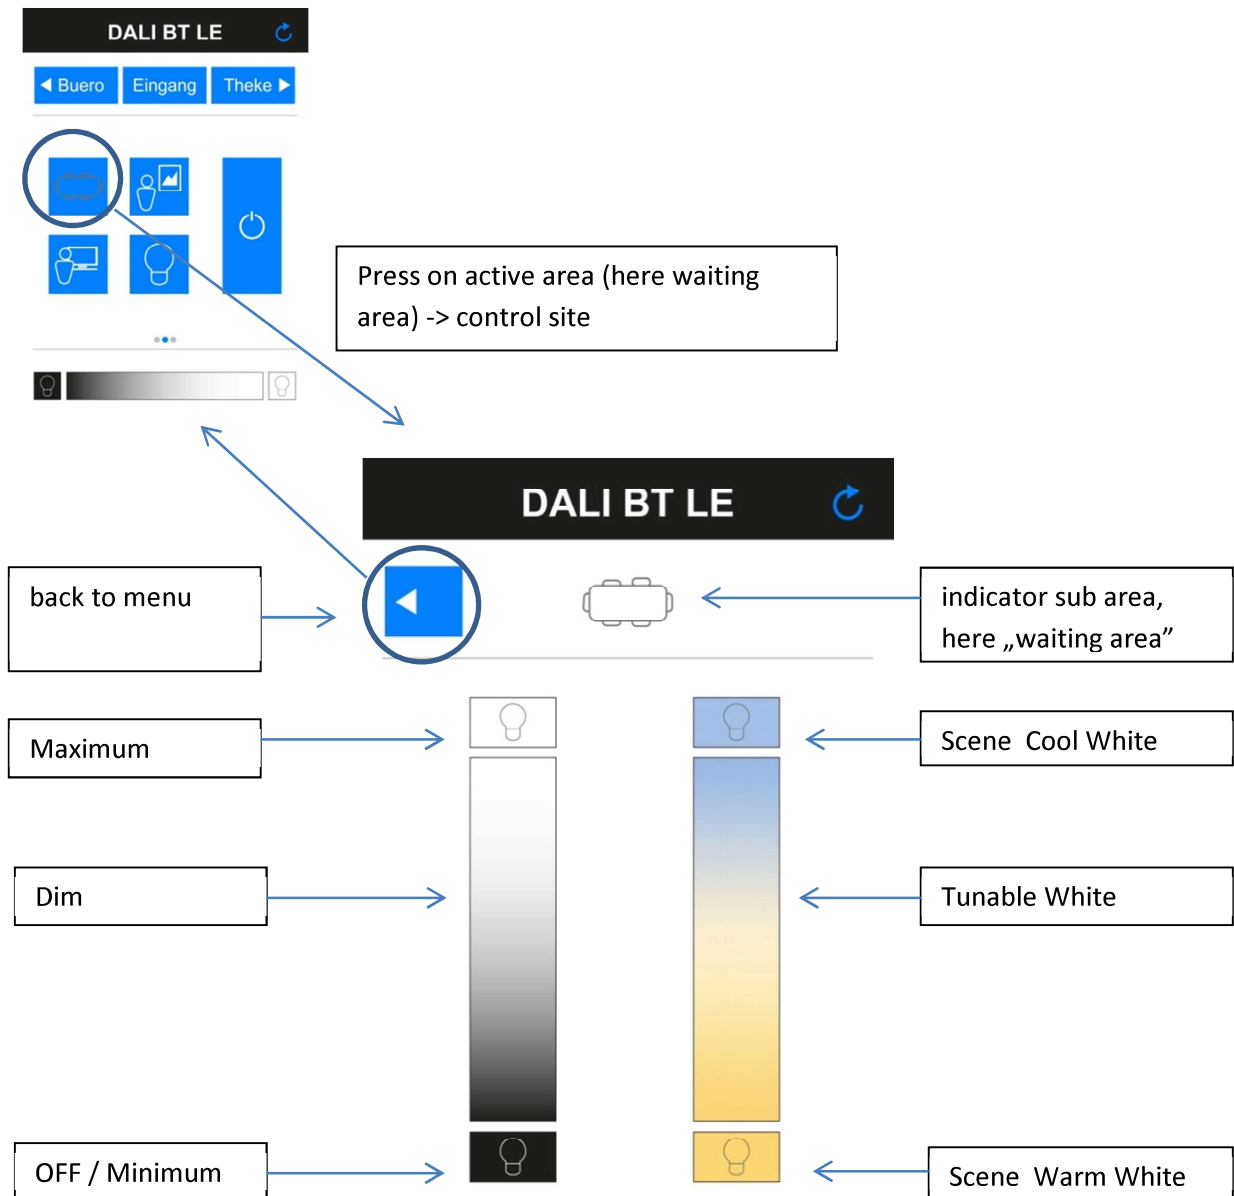 DALI BT LE
◀ Buero Eingang Theke ▶
Press on active area (here waiting
area) -> control site
DALI BT LE
back to menu
indicator sub area,
here „waiting area”
Maximum
Scene  Cool White
Dim
Tunable White
OFF / Minimum
Scene  Warm White